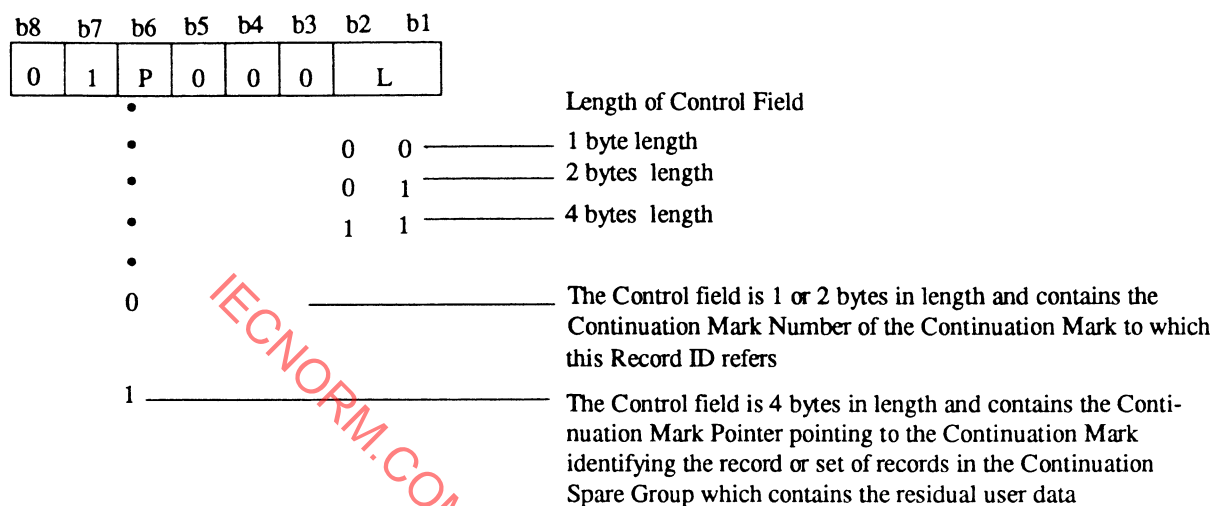 b8 b7 b6 b5 b4 b3 b2 b1
0 1 P 0 0 0 L
Length of Control Field
0 0 1 byte length
0 1 2 bytes length
1 1 4 bytes length
0 The Control field is 1 or 2 bytes in length and contains the
Continuation Mark Number of the Continuation Mark to which
this Record ID refers
1 The Control field is 4 bytes in length and contains the Conti-
nuation Mark Pointer pointing to the Continuation Mark
identifying the record or set of records in the Continuation
Spare Group which contains the residual user data
IECNORM.COM